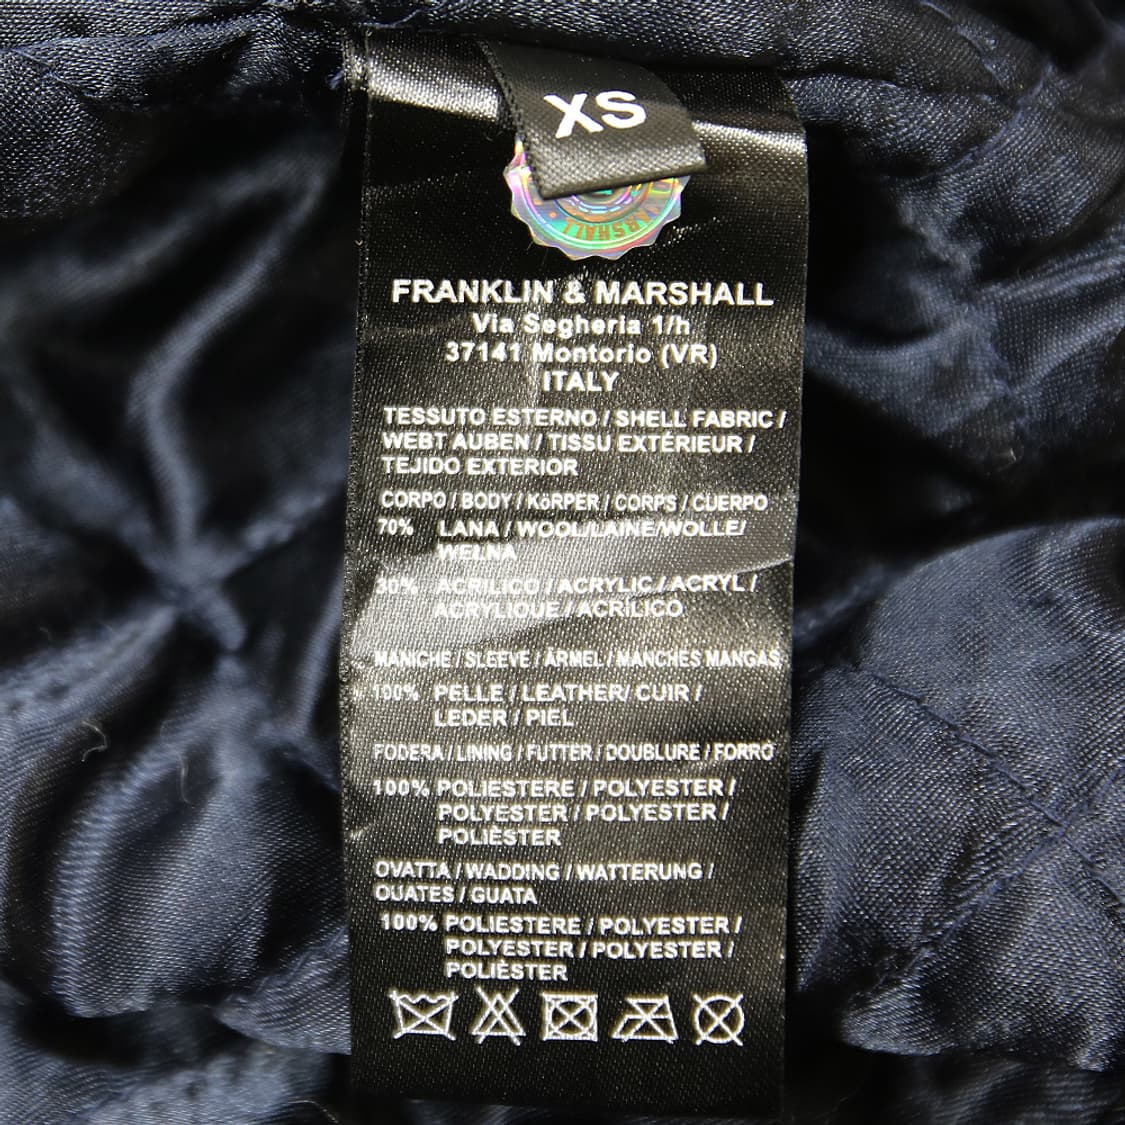 XS
MARSHALL
FRANKLIN & MARSHALL
Via Segheria 1/h
37141 Montorio (VR)
ITALY
TESSUTO ESTERNO / SHELL FABRIC /
WEBT AUBEN / TISSU EXTÉRIEUR /
TEJIDO EXTERIOR
CORPO / BODY / KöRPER / CORPS / CUERPO
70% LANA / WOOL/LAINE/WOLLE/
WEŁNA
30% ACRILICO / ACRYLIC / ACRYL /
ACRYLIQUE / ACRíLICO
MANICHE / SLEEVE / ÄRMEL / MANCHES MANGAS
100% PELLE / LEATHER/ CUIR /
LEDER / PIEL
FODERA / LINING / FUTTER / DOUBLURE / FORRO
100% POLIESTERE / POLYESTER /
POLYESTER / POLYESTER /
POLIÈSTER
OVATTA / WADDING / WATTERUNG /
OUATES / GUATA
100% POLIESTERE / POLYESTER /
POLYESTER / POLYESTER /
POLIÈSTER